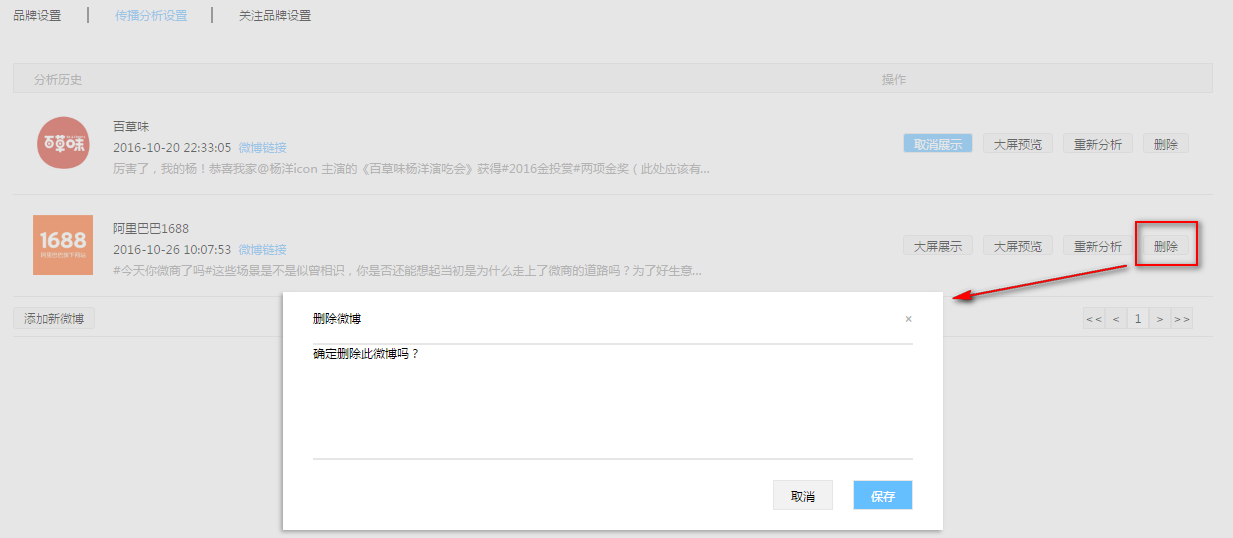 品牌设置 | 传播分析设置 | 关注品牌设置
分析历史 操作
百草味
百草味
2016-10-20 22:33:05 微博链接
厉害了，我的杨！恭喜我家@杨洋icon 主演的《百草味杨洋演吃会》获得#2016金投赏#两项金奖（此处应该有...
取消展示 大屏预览 重新分析 删除
1688
阿里巴巴1688
2016-10-26 10:07:53 微博链接
#今天你微商了吗#这些场景是不是似曾相识，你是否还能想起当初是为什么走上了微商的道路吗？为了好生意...
大屏展示 大屏预览 重新分析 删除
添加新微博 << < 1 > >>
删除微博 ×
确定删除此微博吗？
取消 保存